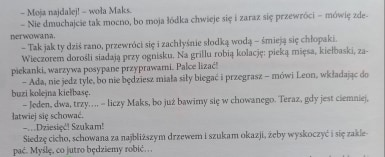 – Moja najdalej! – woła Maks.
– Nie dmuchajcie tak mocno, bo moja łódka chwieje się i zaraz się przewróci – mówię zde-
nerwowana.
– Tak jak ty dziś rano, przewróci się i zachłyśnie słodką wodą – śmieją się chłopaki.
Wieczorem dorośli siadają przy ognisku. Na grillu robią kolację: pieką mięsa, kiełbaski, za-
piekanki, warzywa posypane przyprawami. Palce lizać!
– Ada, nie jedz tyle, bo nie będziesz miała siły biegać i przegrasz – mówi Leon, wkładając do
buzi kolejną kiełbasę.
– Jeden, dwa, trzy.... – liczy Maks, bo już bawimy się w chowanego. Teraz, gdy jest ciemniej,
łatwiej się schować.
– …Dziesięć! Szukam!
Siedzę cicho, schowana za najbliższym drzewem i szukam okazji, żeby wyskoczyć i się zakle-
pać. Myślę, co jutro będziemy robić…